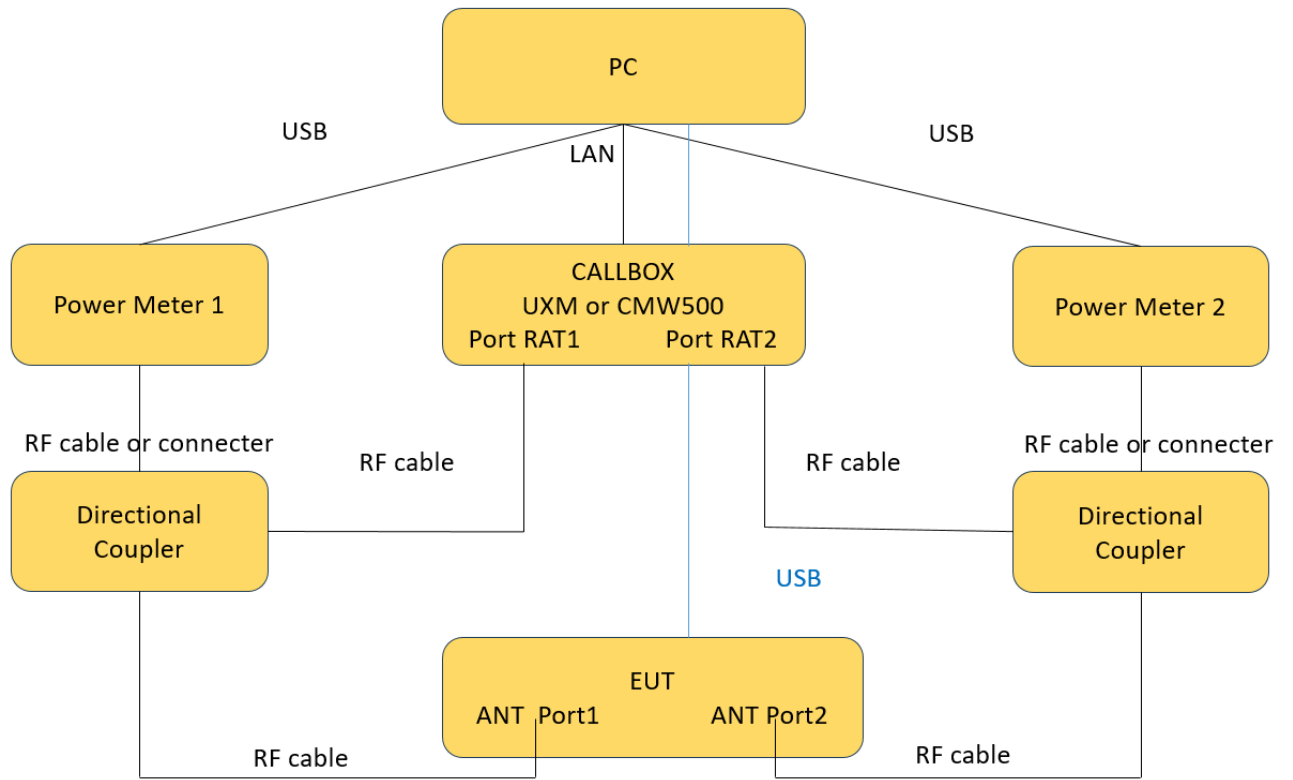 PC
USB
USB
LAN
Power Meter 1
CALLBOX
UXM or CMW500
Port RAT1
Port RAT2
Power Meter 2
RF cable or connecter
RF cable
RF cable
RF cable or connecter
Directional
Coupler
Directional
Coupler
USB
EUT
ANT Port1
ANT Port2
RF cable
RF cable